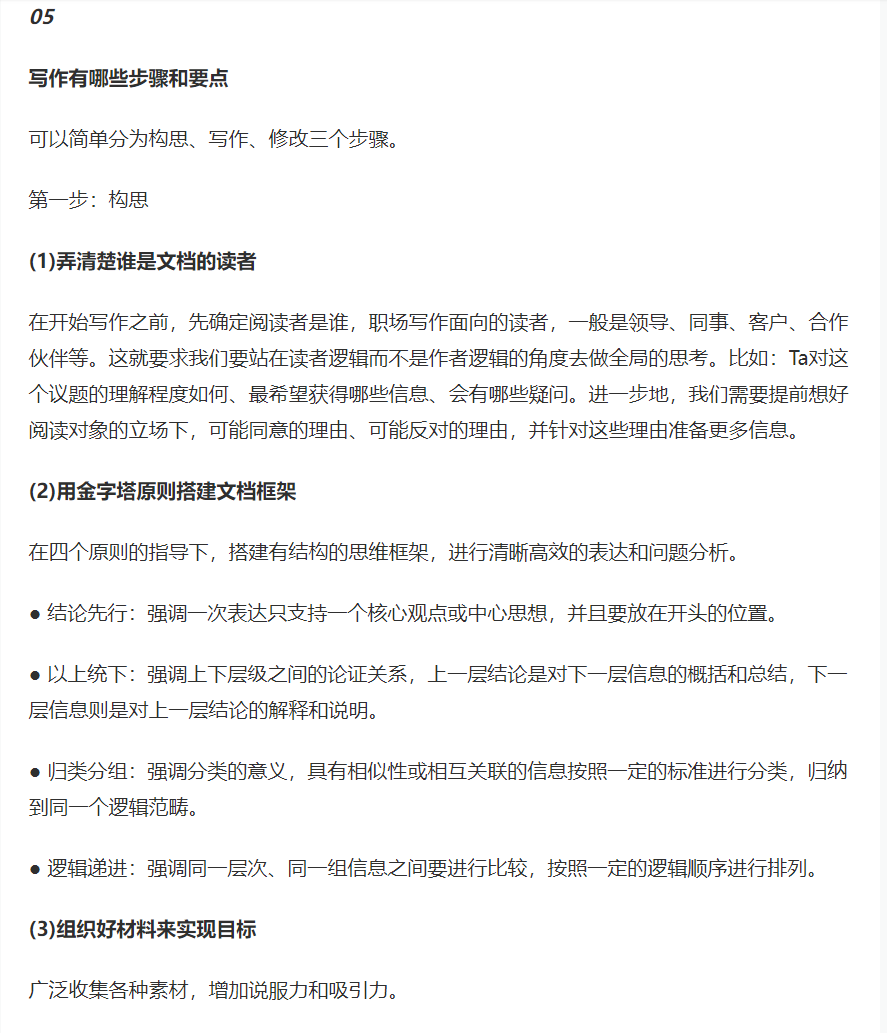 05
写作有哪些步骤和要点
可以简单分为构思、写作、修改三个步骤。
第一步：构思
(1)弄清楚谁是文档的读者
在开始写作之前，先确定阅读者是谁，职场写作面向的读者，一般是领导、同事、客户、合作
伙伴等。这就要求我们要站在读者逻辑而不是作者逻辑的角度去做全局的思考。比如：Ta对这
个议题的理解程度如何、最希望获得哪些信息、会有哪些疑问。进一步地，我们需要提前想好
阅读对象的立场下，可能同意的理由、可能反对的理由，并针对这些理由准备更多信息。
(2)用金字塔原则搭建文档框架
在四个原则的指导下，搭建有结构的思维框架，进行清晰高效的表达和问题分析。
● 结论先行：强调一次表达只支持一个核心观点或中心思想，并且要放在开头的位置。
● 以上统下：强调上下层级之间的论证关系，上一层结论是对下一层信息的概括和总结，下一
层信息则是对上一层结论的解释和说明。
● 归类分组：强调分类的意义，具有相似性或相互关联的信息按照一定的标准进行分类，归纳
到同一个逻辑范畴。
● 逻辑递进：强调同一层次、同一组信息之间要进行比较，按照一定的逻辑顺序进行排列。
(3)组织好材料来实现目标
广泛收集各种素材，增加说服力和吸引力。